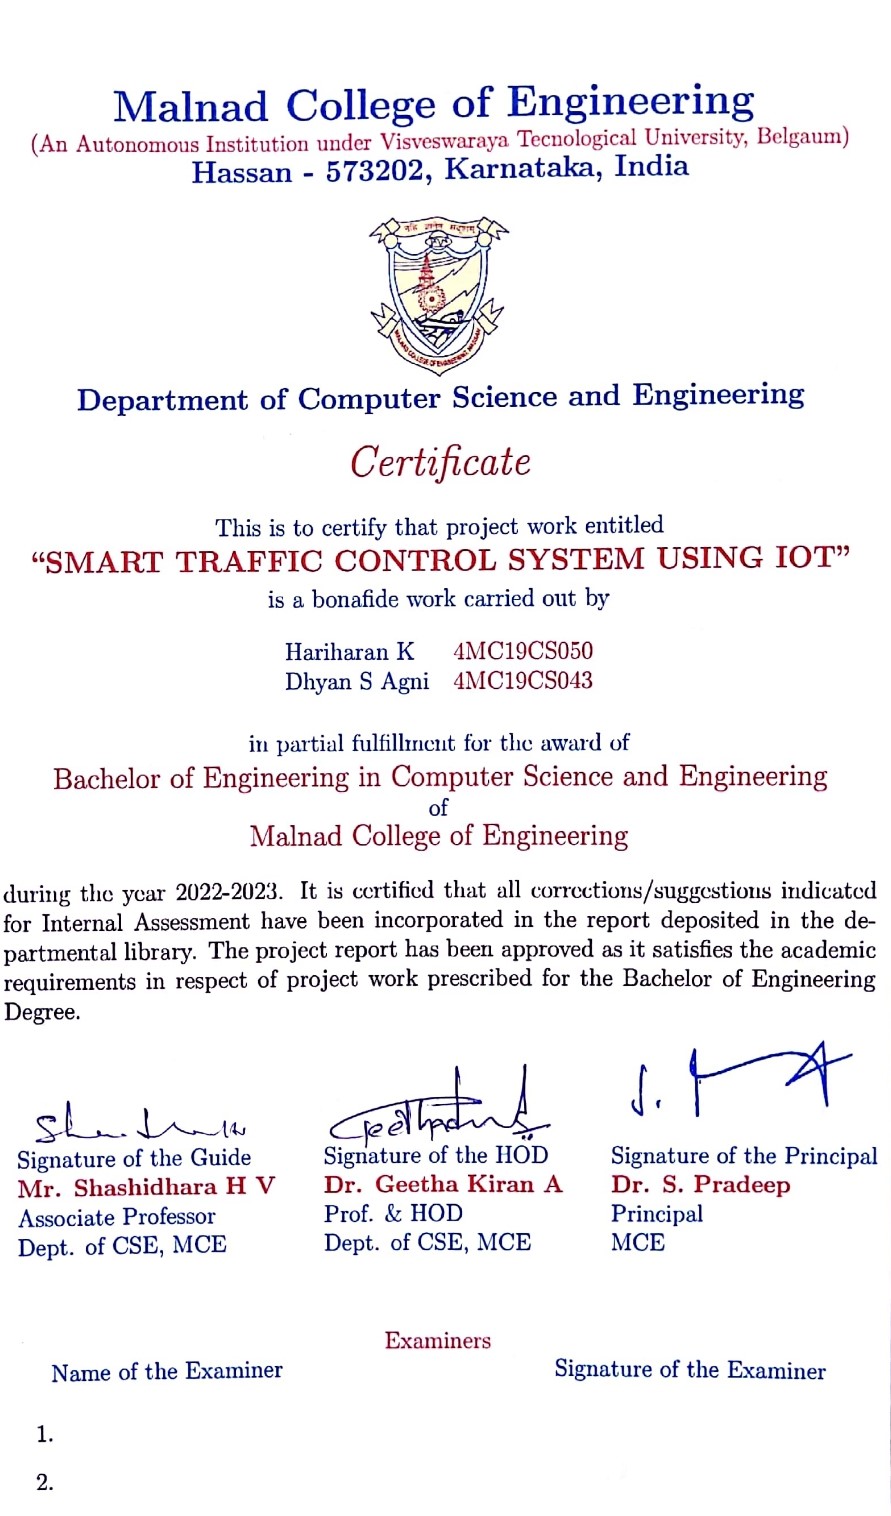 Malnad College of Engineering
(An Autonomous Institution under Visveswaraya Tecnological University, Belgaum)
Hassan - 573202, Karnataka, India
MALNAD COLLEGE OF ENGINEERING HASSAN
Department of Computer Science and Engineering
Certificate
This is to certify that project work entitled
“SMART TRAFFIC CONTROL SYSTEM USING IOT”
is a bonafide work carried out by
Hariharan K 4MC19CS050
Dhyan S Agni 4MC19CS043
in partial fulfillment for the award of
Bachelor of Engineering in Computer Science and Engineering
of
Malnad College of Engineering
during the year 2022-2023. It is certified that all corrections/suggestions indicated
for Internal Assessment have been incorporated in the report deposited in the de-
partmental library. The project report has been approved as it satisfies the academic
requirements in respect of project work prescribed for the Bachelor of Engineering
Degree.
Signature of the Guide Signature of the HOD Signature of the Principal
Mr. Shashidhara H V Dr. Geetha Kiran A Dr. S. Pradeep
Associate Professor Prof. & HOD Principal
Dept. of CSE, MCE Dept. of CSE, MCE MCE
Examiners
Name of the Examiner Signature of the Examiner
1.
2.